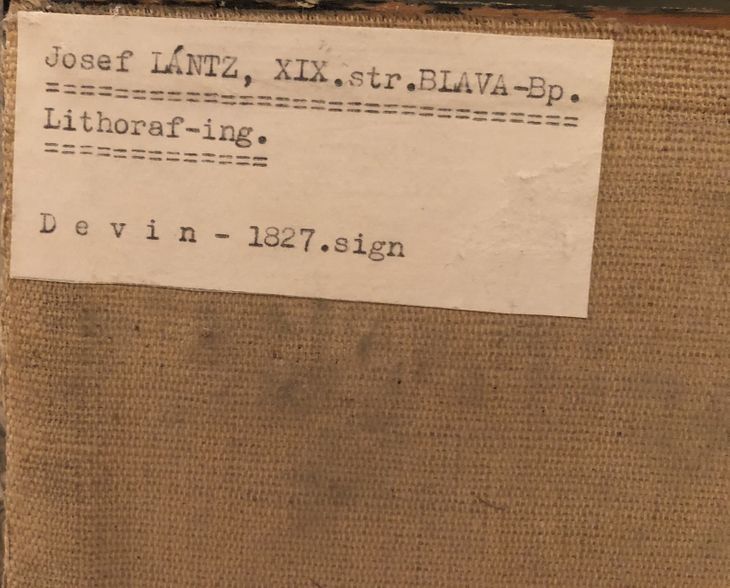 Josef LÁNTZ, XIX.str.BLAVA-Bp.
==============================
Lithoraf-ing.
=============
D e v i n - 1827.sign